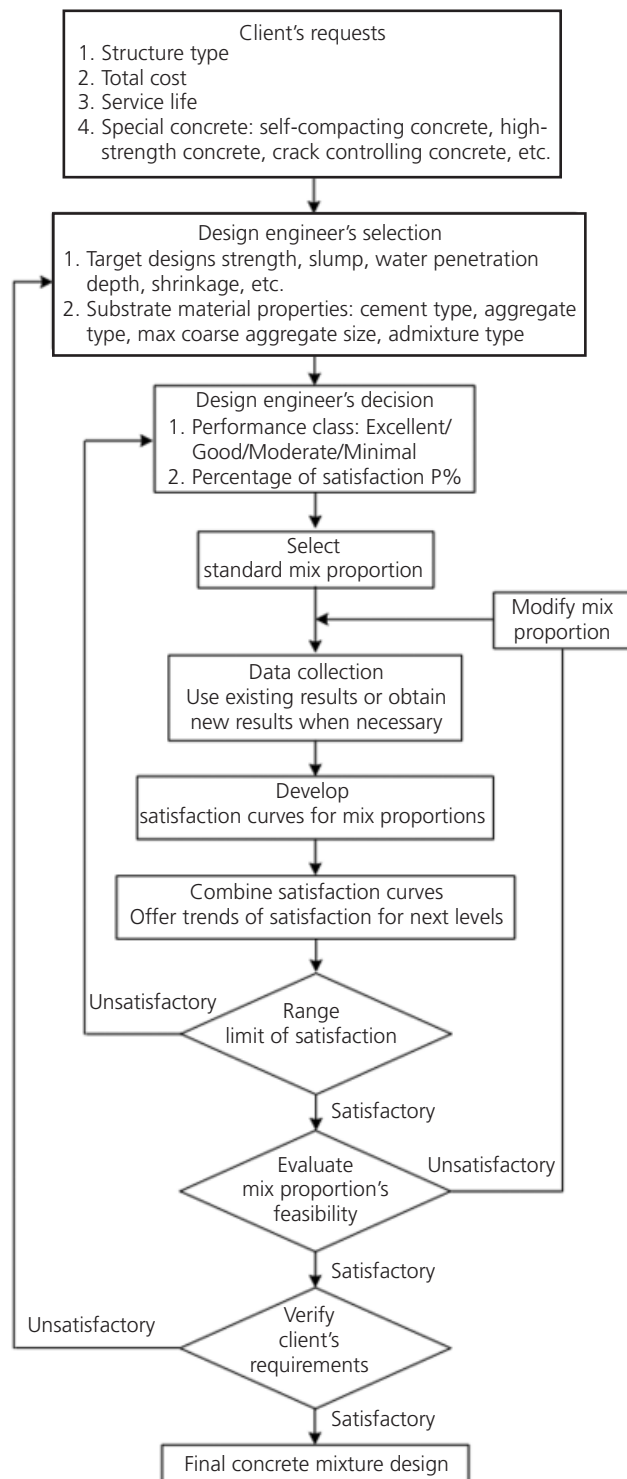 Client's requests
1. Structure type
2. Total cost
3. Service life
4. Special concrete: self-compacting concrete, high-
strength concrete, crack controlling concrete, etc.
Design engineer's selection
1. Target designs strength, slump, water penetration
depth, shrinkage, etc.
2. Substrate material properties: cement type, aggregate
type, max coarse aggregate size, admixture type
Design engineer's decision
1. Performance class: Excellent/
Good/Moderate/Minimal
2. Percentage of satisfaction P%
Select
standard mix proportion
Modify mix
proportion
Data collection
Use existing results or obtain
new results when necessary
Develop
satisfaction curves for mix proportions
Combine satisfaction curves
Offer trends of satisfaction for next levels
Unsatisfactory
Range
limit of satisfaction
Satisfactory
Evaluate
mix proportion's
feasibility
Unsatisfactory
Satisfactory
Unsatisfactory
Verify
client's
requirements
Satisfactory
Final concrete mixture design